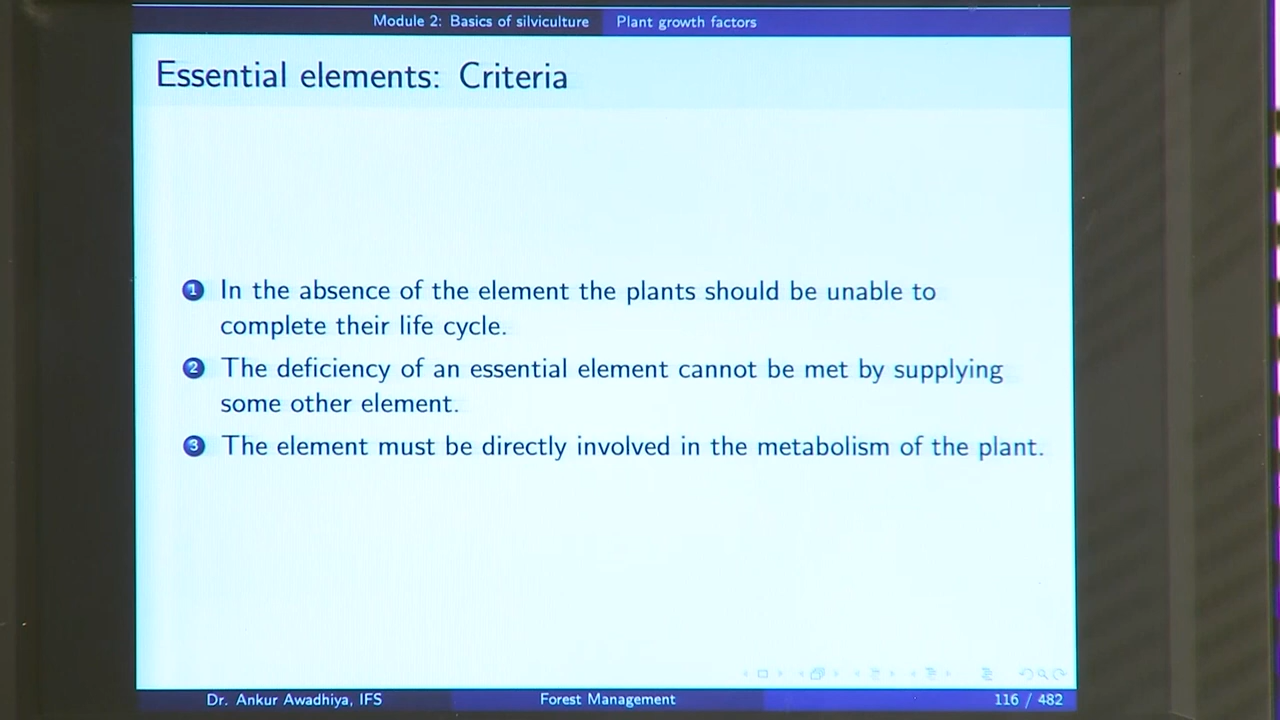 Module 2: Basics of silviculture Plant growth factors
Essential elements: Criteria
1 In the absence of the element the plants should be unable to
complete their life cycle.
2 The deficiency of an essential element cannot be met by supplying
some other element.
3 The element must be directly involved in the metabolism of the plant.
Dr. Ankur Awadhiya, IFS Forest Management 116 / 482